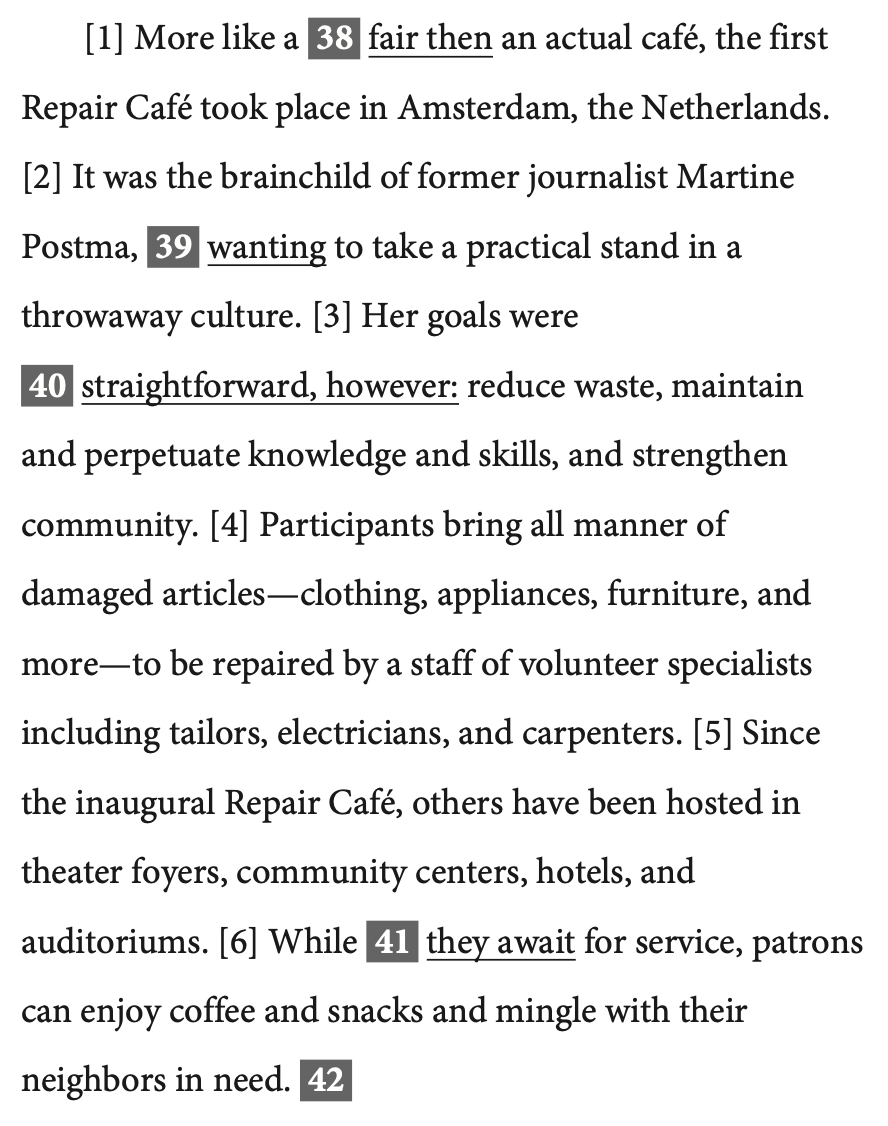 [1] More like a 38 fair then an actual café, the first
Repair Café took place in Amsterdam, the Netherlands.
[2] It was the brainchild of former journalist Martine
Postma, 39 wanting to take a practical stand in a
throwaway culture. [3] Her goals were
40 straightforward, however: reduce waste, maintain
and perpetuate knowledge and skills, and strengthen
community. [4] Participants bring all manner of
damaged articles—clothing, appliances, furniture, and
more—to be repaired by a staff of volunteer specialists
including tailors, electricians, and carpenters. [5] Since
the inaugural Repair Café, others have been hosted in
theater foyers, community centers, hotels, and
auditoriums. [6] While 41 they await for service, patrons
can enjoy coffee and snacks and mingle with their
neighbors in need. 42